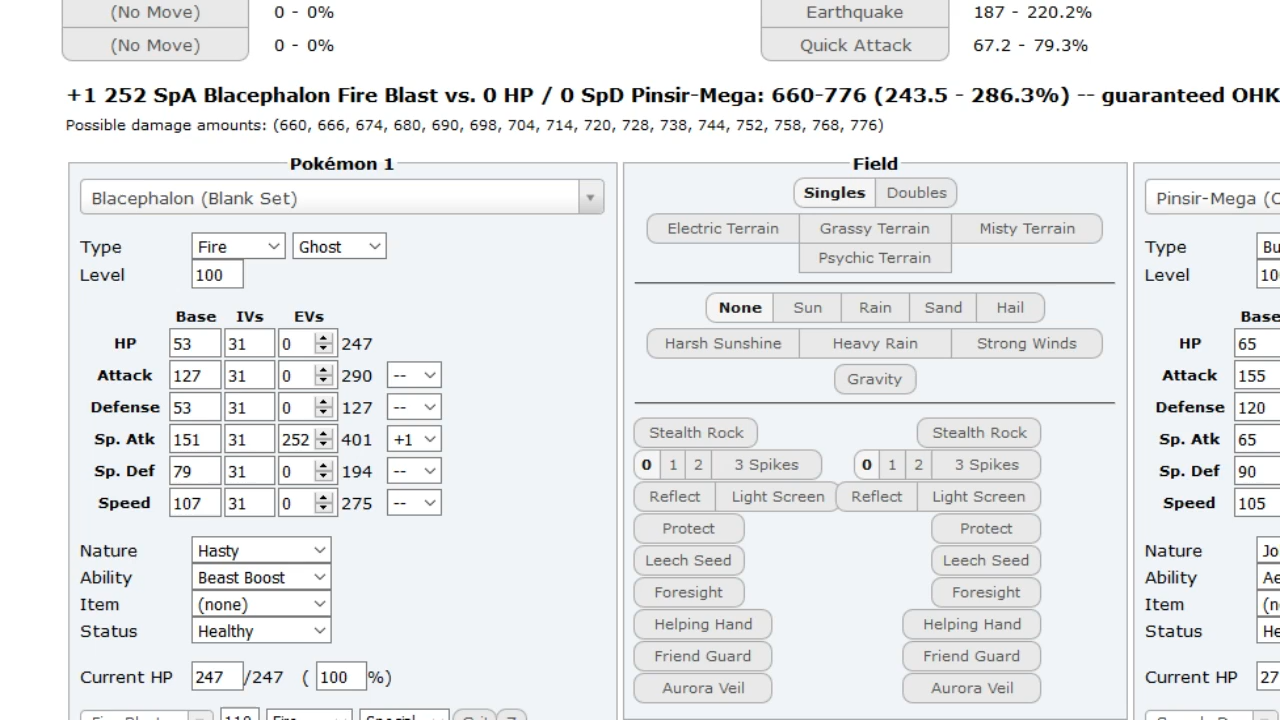 (No Move) 0 - 0% Earthquake 187 - 220.2%
(No Move) 0 - 0% Quick Attack 67.2 - 79.3%
+1 252 SpA Blacephalon Fire Blast vs. 0 HP / 0 SpD Pinsir-Mega: 660-776 (243.5 - 286.3%) -- guaranteed OHK
Possible damage amounts: (660, 666, 674, 680, 690, 698, 704, 714, 720, 728, 738, 744, 752, 758, 768, 776)
Pokémon 1
Blacephalon (Blank Set)
Type Fire Ghost
Level 100
Base IVs EVs
HP 53 31 0 247
Attack 127 31 0 290 --
Defense 53 31 0 127 --
Sp. Atk 151 31 252 401 +1
Sp. Def 79 31 0 194 --
Speed 107 31 0 275 --
Nature Hasty
Ability Beast Boost
Item (none)
Status Healthy
Current HP 247 /247 ( 100 %)
Field
Singles Doubles
Electric Terrain Grassy Terrain Misty Terrain
Psychic Terrain
None Sun Rain Sand Hail
Harsh Sunshine Heavy Rain Strong Winds
Gravity
Stealth Rock Stealth Rock
0 1 2 3 Spikes 0 1 2 3 Spikes
Reflect Light Screen Reflect Light Screen
Protect Protect
Leech Seed Leech Seed
Foresight Foresight
Helping Hand Helping Hand
Friend Guard Friend Guard
Aurora Veil Aurora Veil
Pinsir-Mega (
Type Bu
Level 10
Base
HP 65
Attack 155
Defense 120
Sp. Atk 65
Sp. Def 90
Speed 105
Nature Jo
Ability Ae
Item (n
Status He
Current HP 27